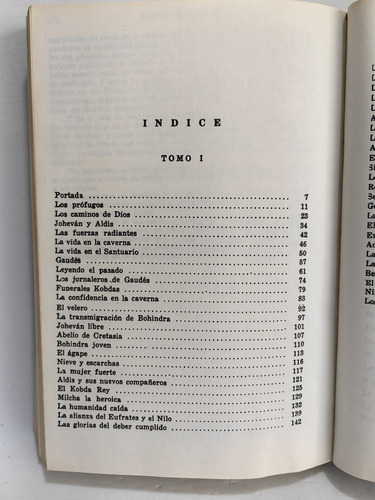 INDICE
TOMO I
Portada 7
Los prófugos 11
Los caminos de Dios 23
Joheván y Aldis 34
Las fuerzas radiantes 42
La vida en la caverna 46
La vida en el Santuario 50
Gaudés 57
Leyendo el pasado 61
Los jornaleros de Gaudés 74
Funerales Kobdas 79
La confidencia en la caverna 83
El velero 92
La transmigración de Bohindra 97
Joheván libre 101
Abelio de Cretasia 107
Bohindra joven 110
El ágape 113
Nieve y escarchas 116
La mujer fuerte 117
Aldis y sus nuevos compañeros 121
El Kobda Rey 125
Milcha la heroica 129
La humanidad caída 132
La alianza del Eufrates y el Nilo 139
Las glorias del deber cumplido 142